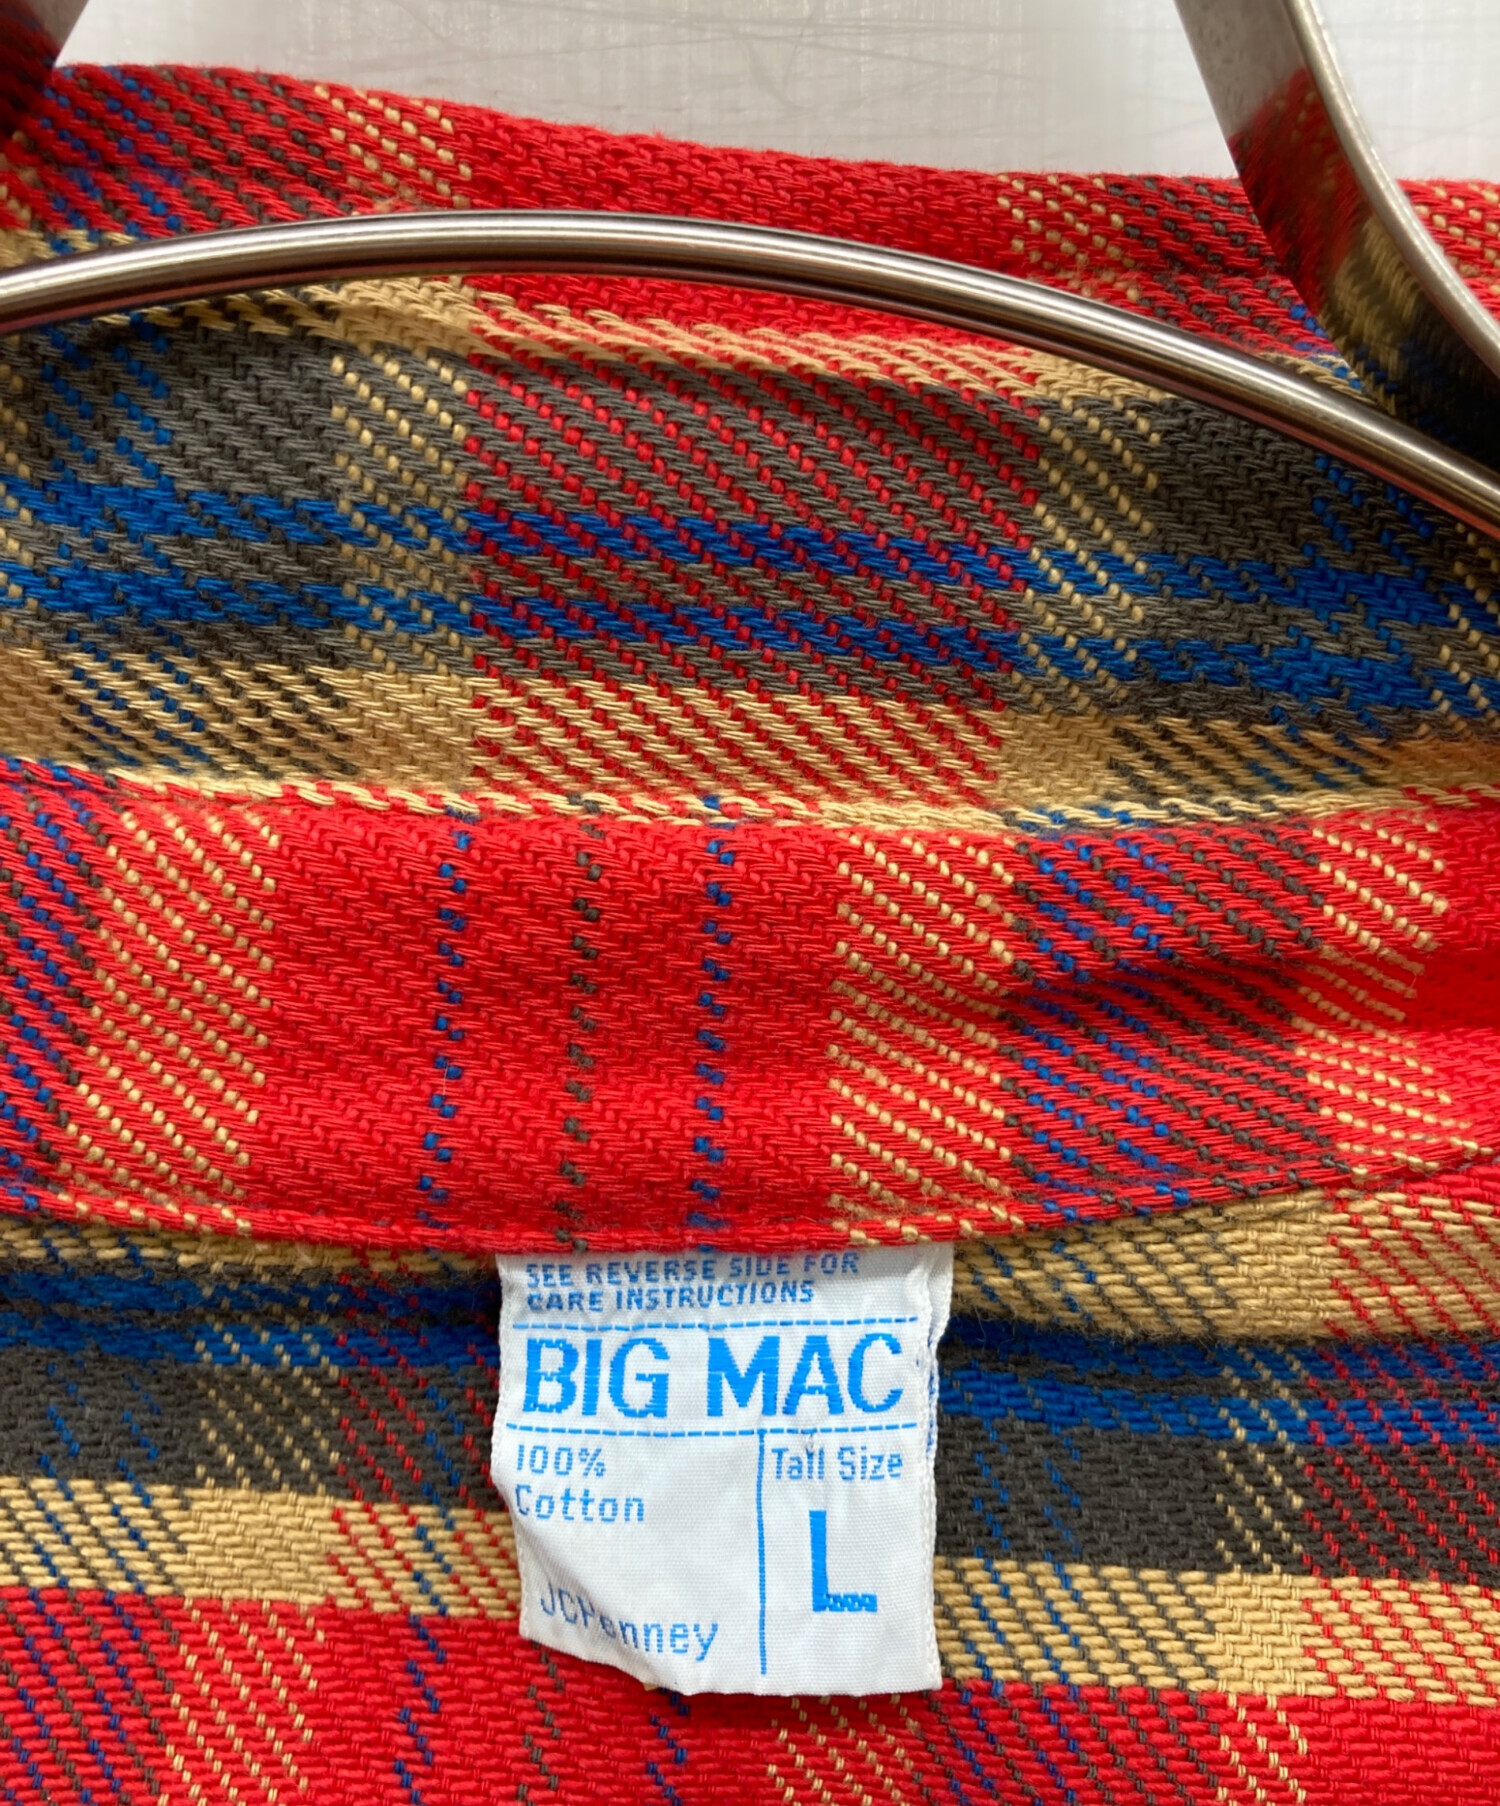 SEE REVERSE SIDE FOR
CARE INSTRUCTIONS
BIG MAC
100%
Cotton
Tall Size
L
JCPenney